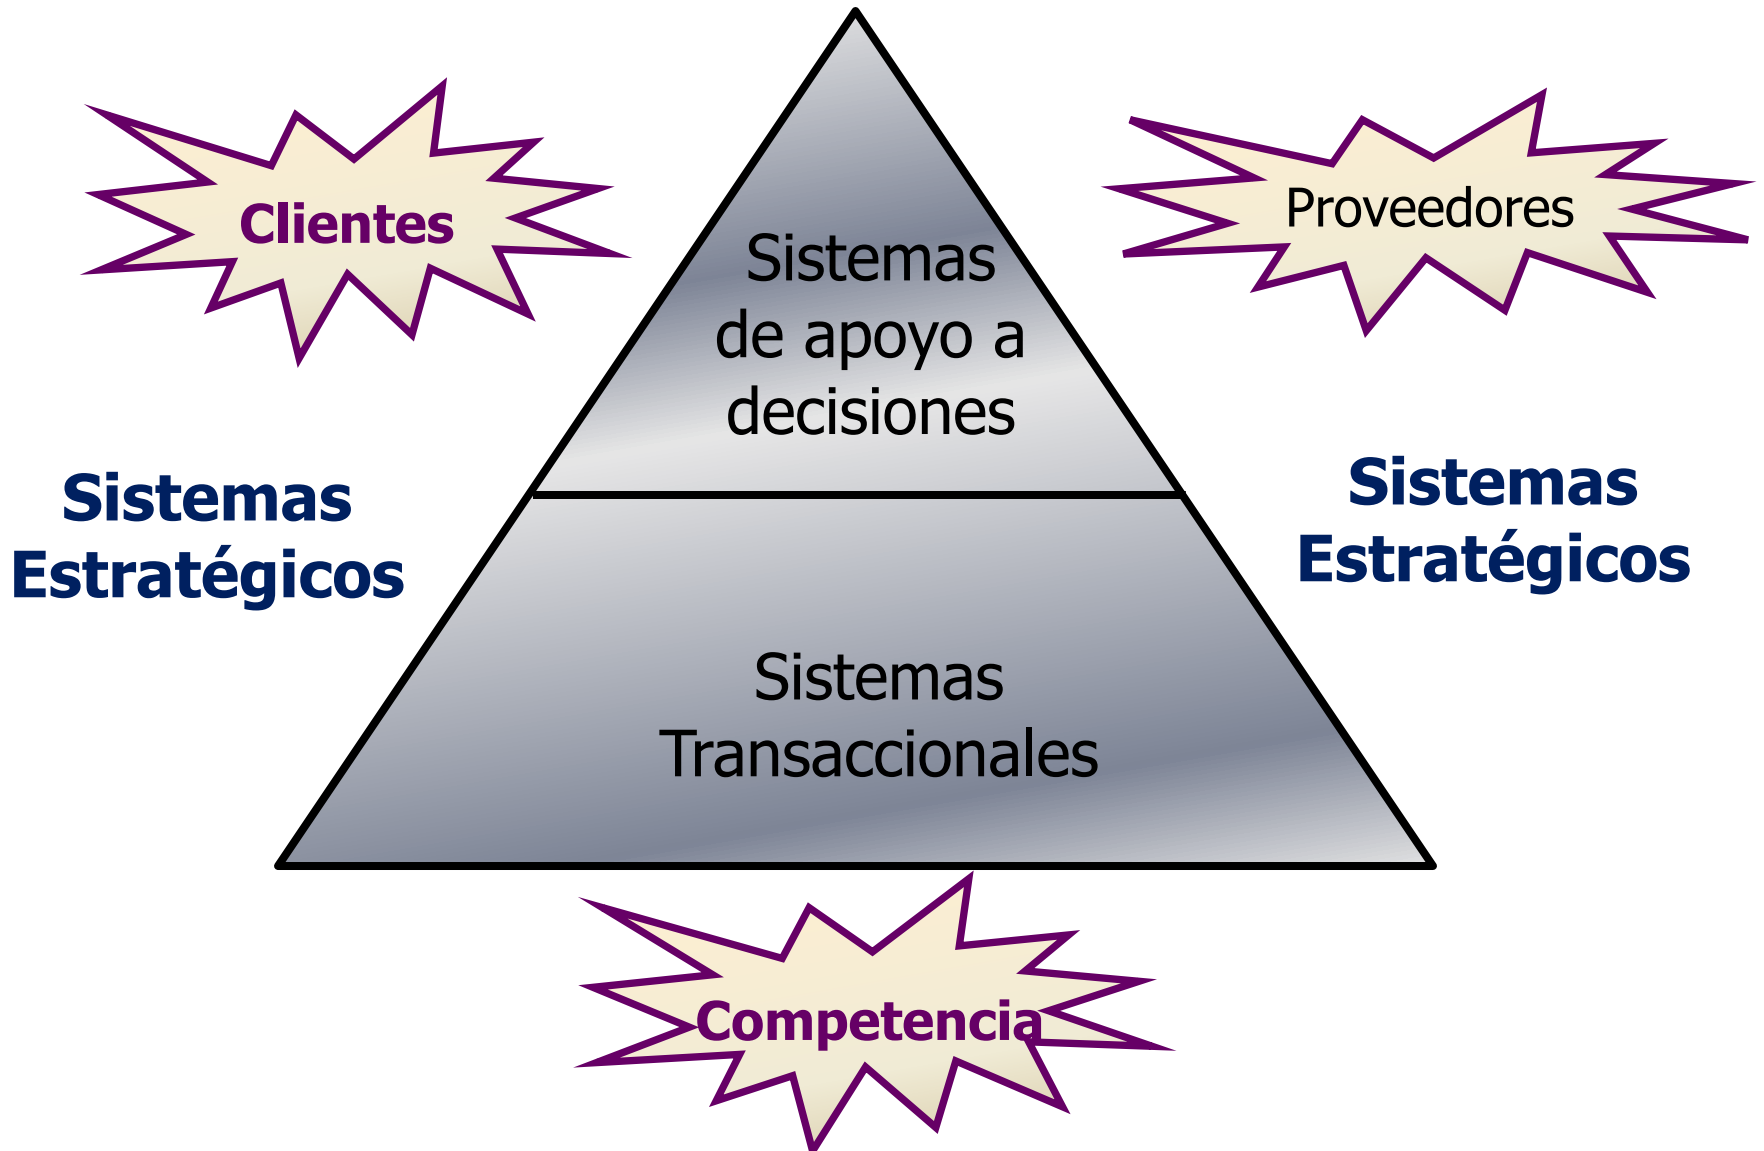 Clientes
Proveedores
Sistemas
de apoyo a
decisiones
Sistemas
Estratégicos
Sistemas
Estratégicos
Sistemas
Transaccionales
Competencia